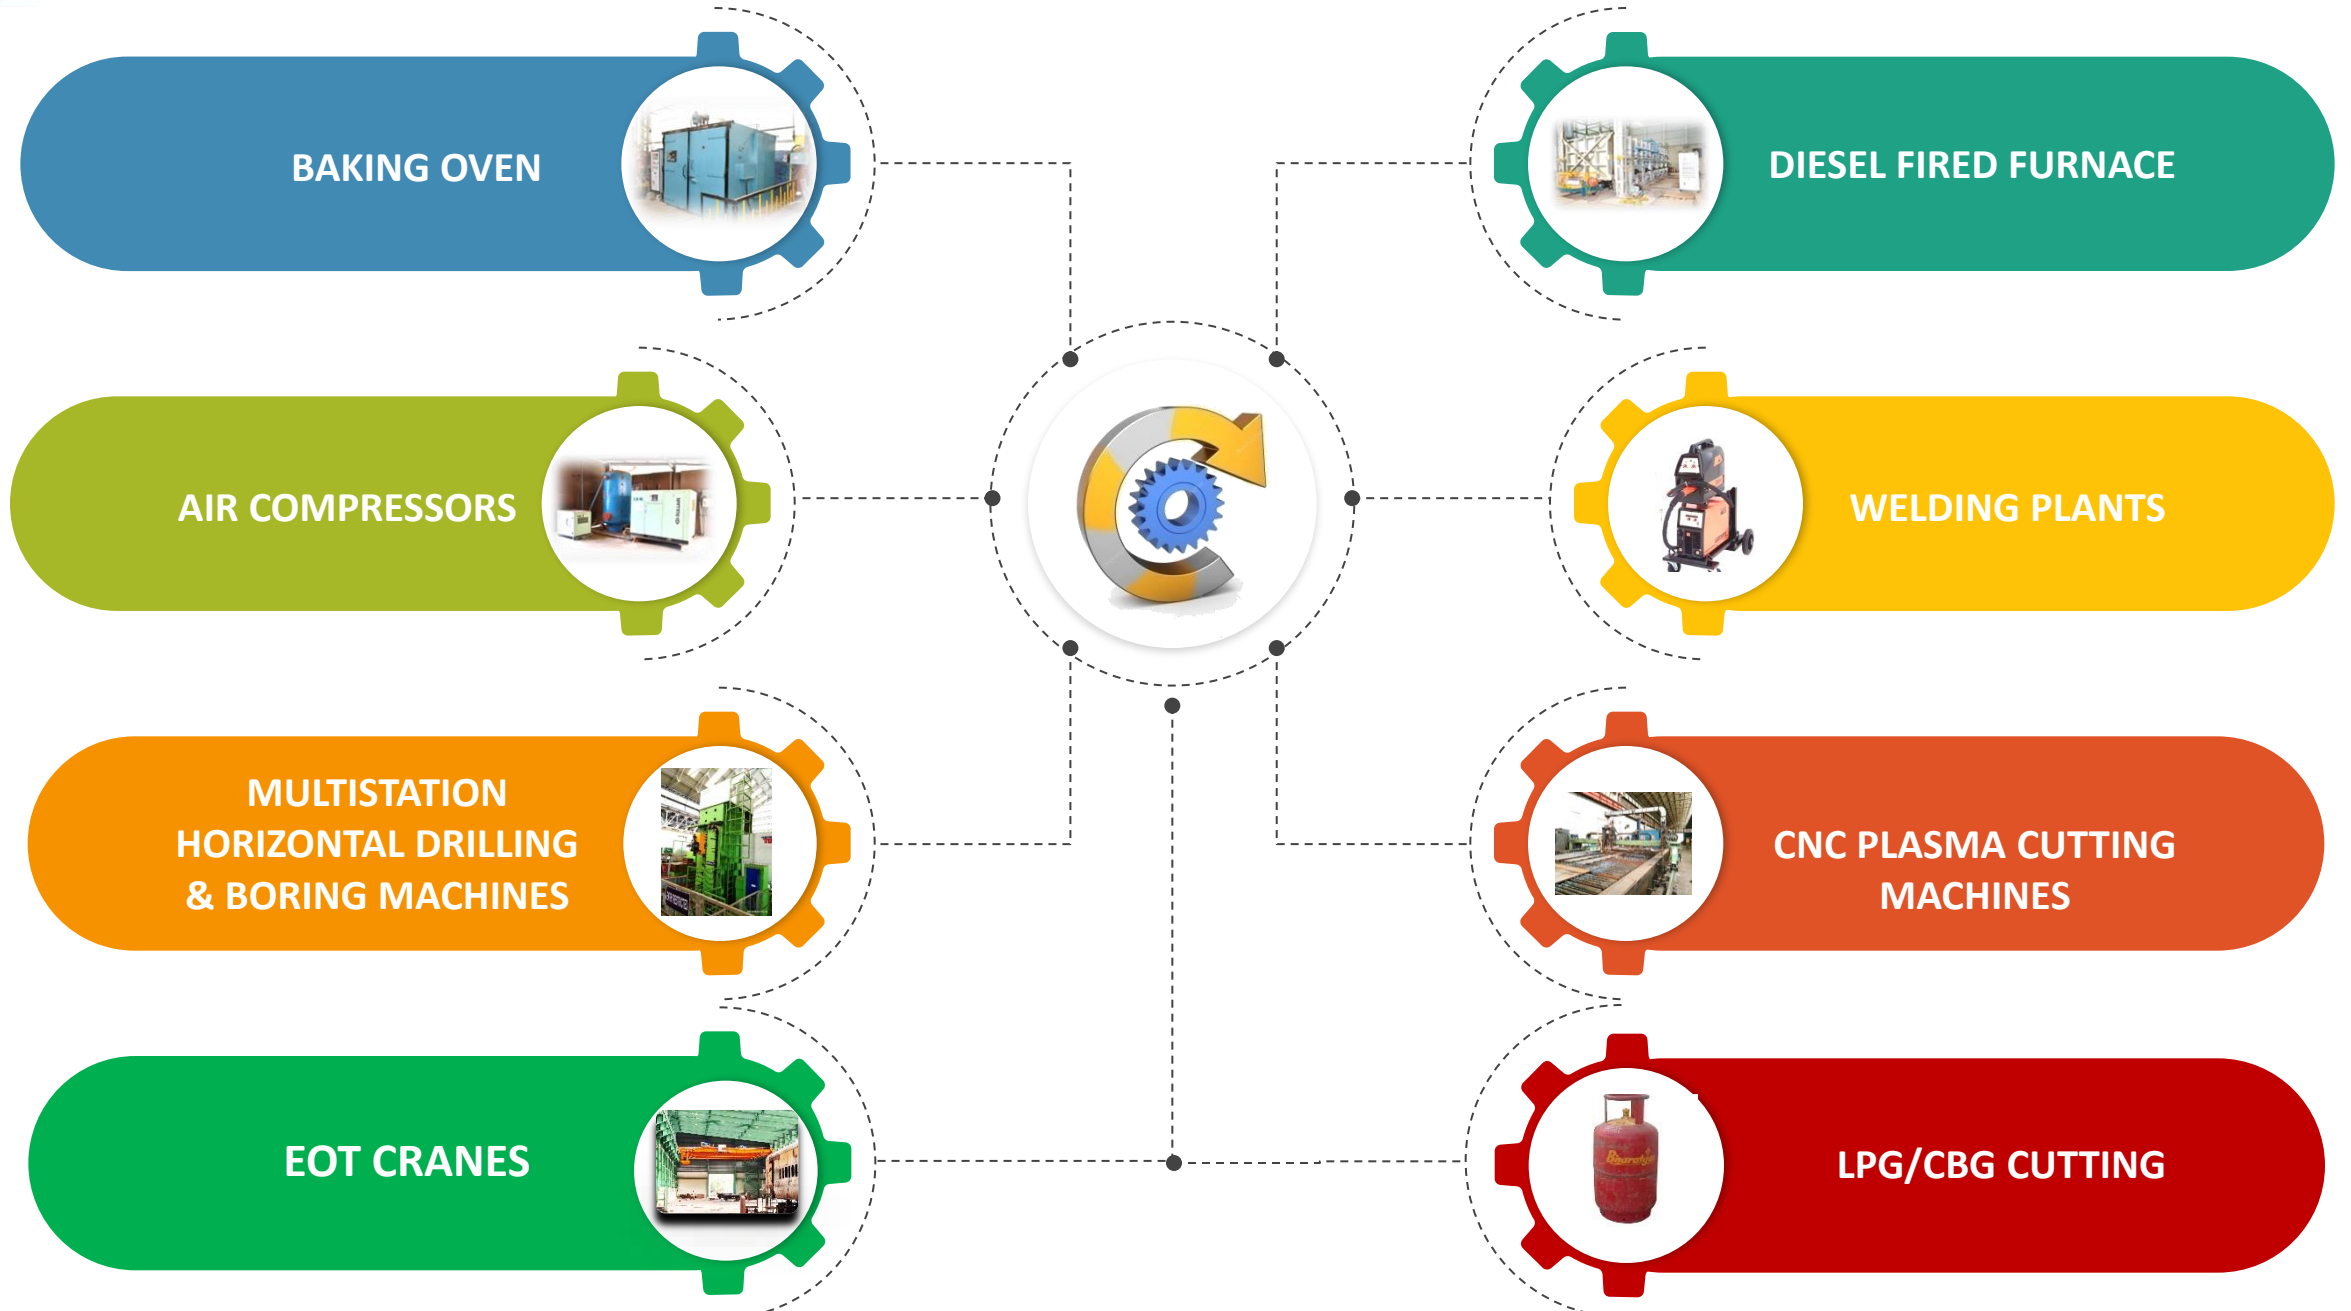 BAKING OVEN
DIESEL FIRED FURNACE
AIR COMPRESSORS
WELDING PLANTS
MULTISTATION
HORIZONTAL DRILLING
& BORING MACHINES
CNC PLASMA CUTTING
MACHINES
EOT CRANES
LPG/CBG CUTTING